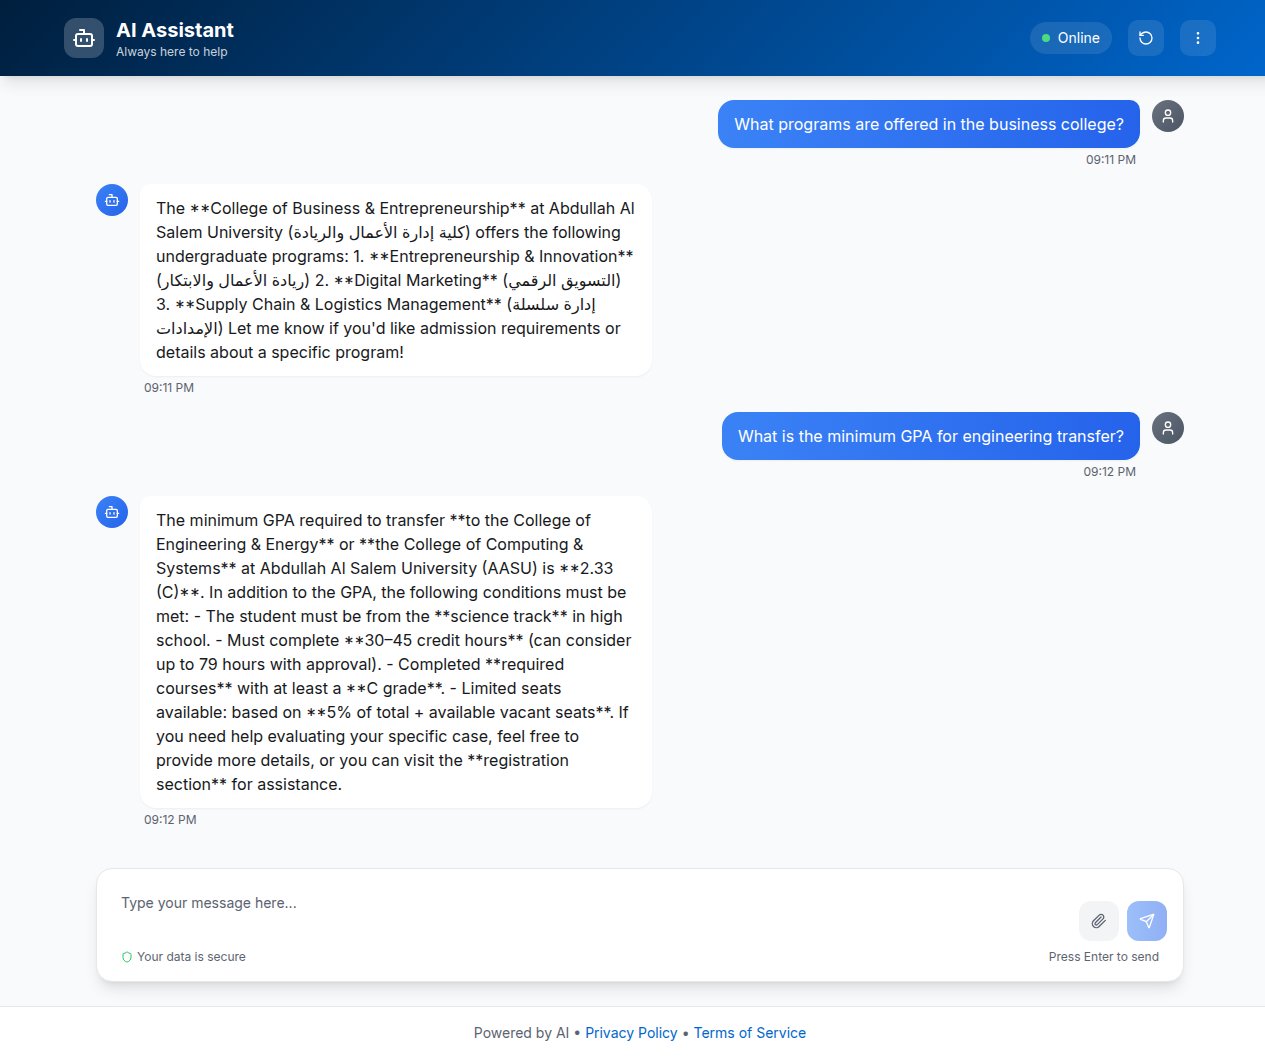 AI Assistant
Always here to help
Online
What programs are offered in the business college?
09:11 PM
The **College of Business & Entrepreneurship** at Abdullah Al
Salem University (كلية إدارة الأعمال والريادة) offers the following
undergraduate programs: 1. **Entrepreneurship & Innovation**
(ريادة الأعمال والابتكار) 2. **Digital Marketing** (التسويق الرقمي)
3. **Supply Chain & Logistics Management** (إدارة سلسلة
الإمدادات) Let me know if you'd like admission requirements or
details about a specific program!
09:11 PM
What is the minimum GPA for engineering transfer?
09:12 PM
The minimum GPA required to transfer **to the College of
Engineering & Energy** or **the College of Computing &
Systems** at Abdullah Al Salem University (AASU) is **2.33
(C)**. In addition to the GPA, the following conditions must be
met: - The student must be from the **science track** in high
school. - Must complete **30–45 credit hours** (can consider
up to 79 hours with approval). - Completed **required
courses** with at least a **C grade**. - Limited seats
available: based on **5% of total + available vacant seats**. If
you need help evaluating your specific case, feel free to
provide more details, or you can visit the **registration
section** for assistance.
09:12 PM
Type your message here...
Your data is secure
Press Enter to send
Powered by AI • Privacy Policy • Terms of Service